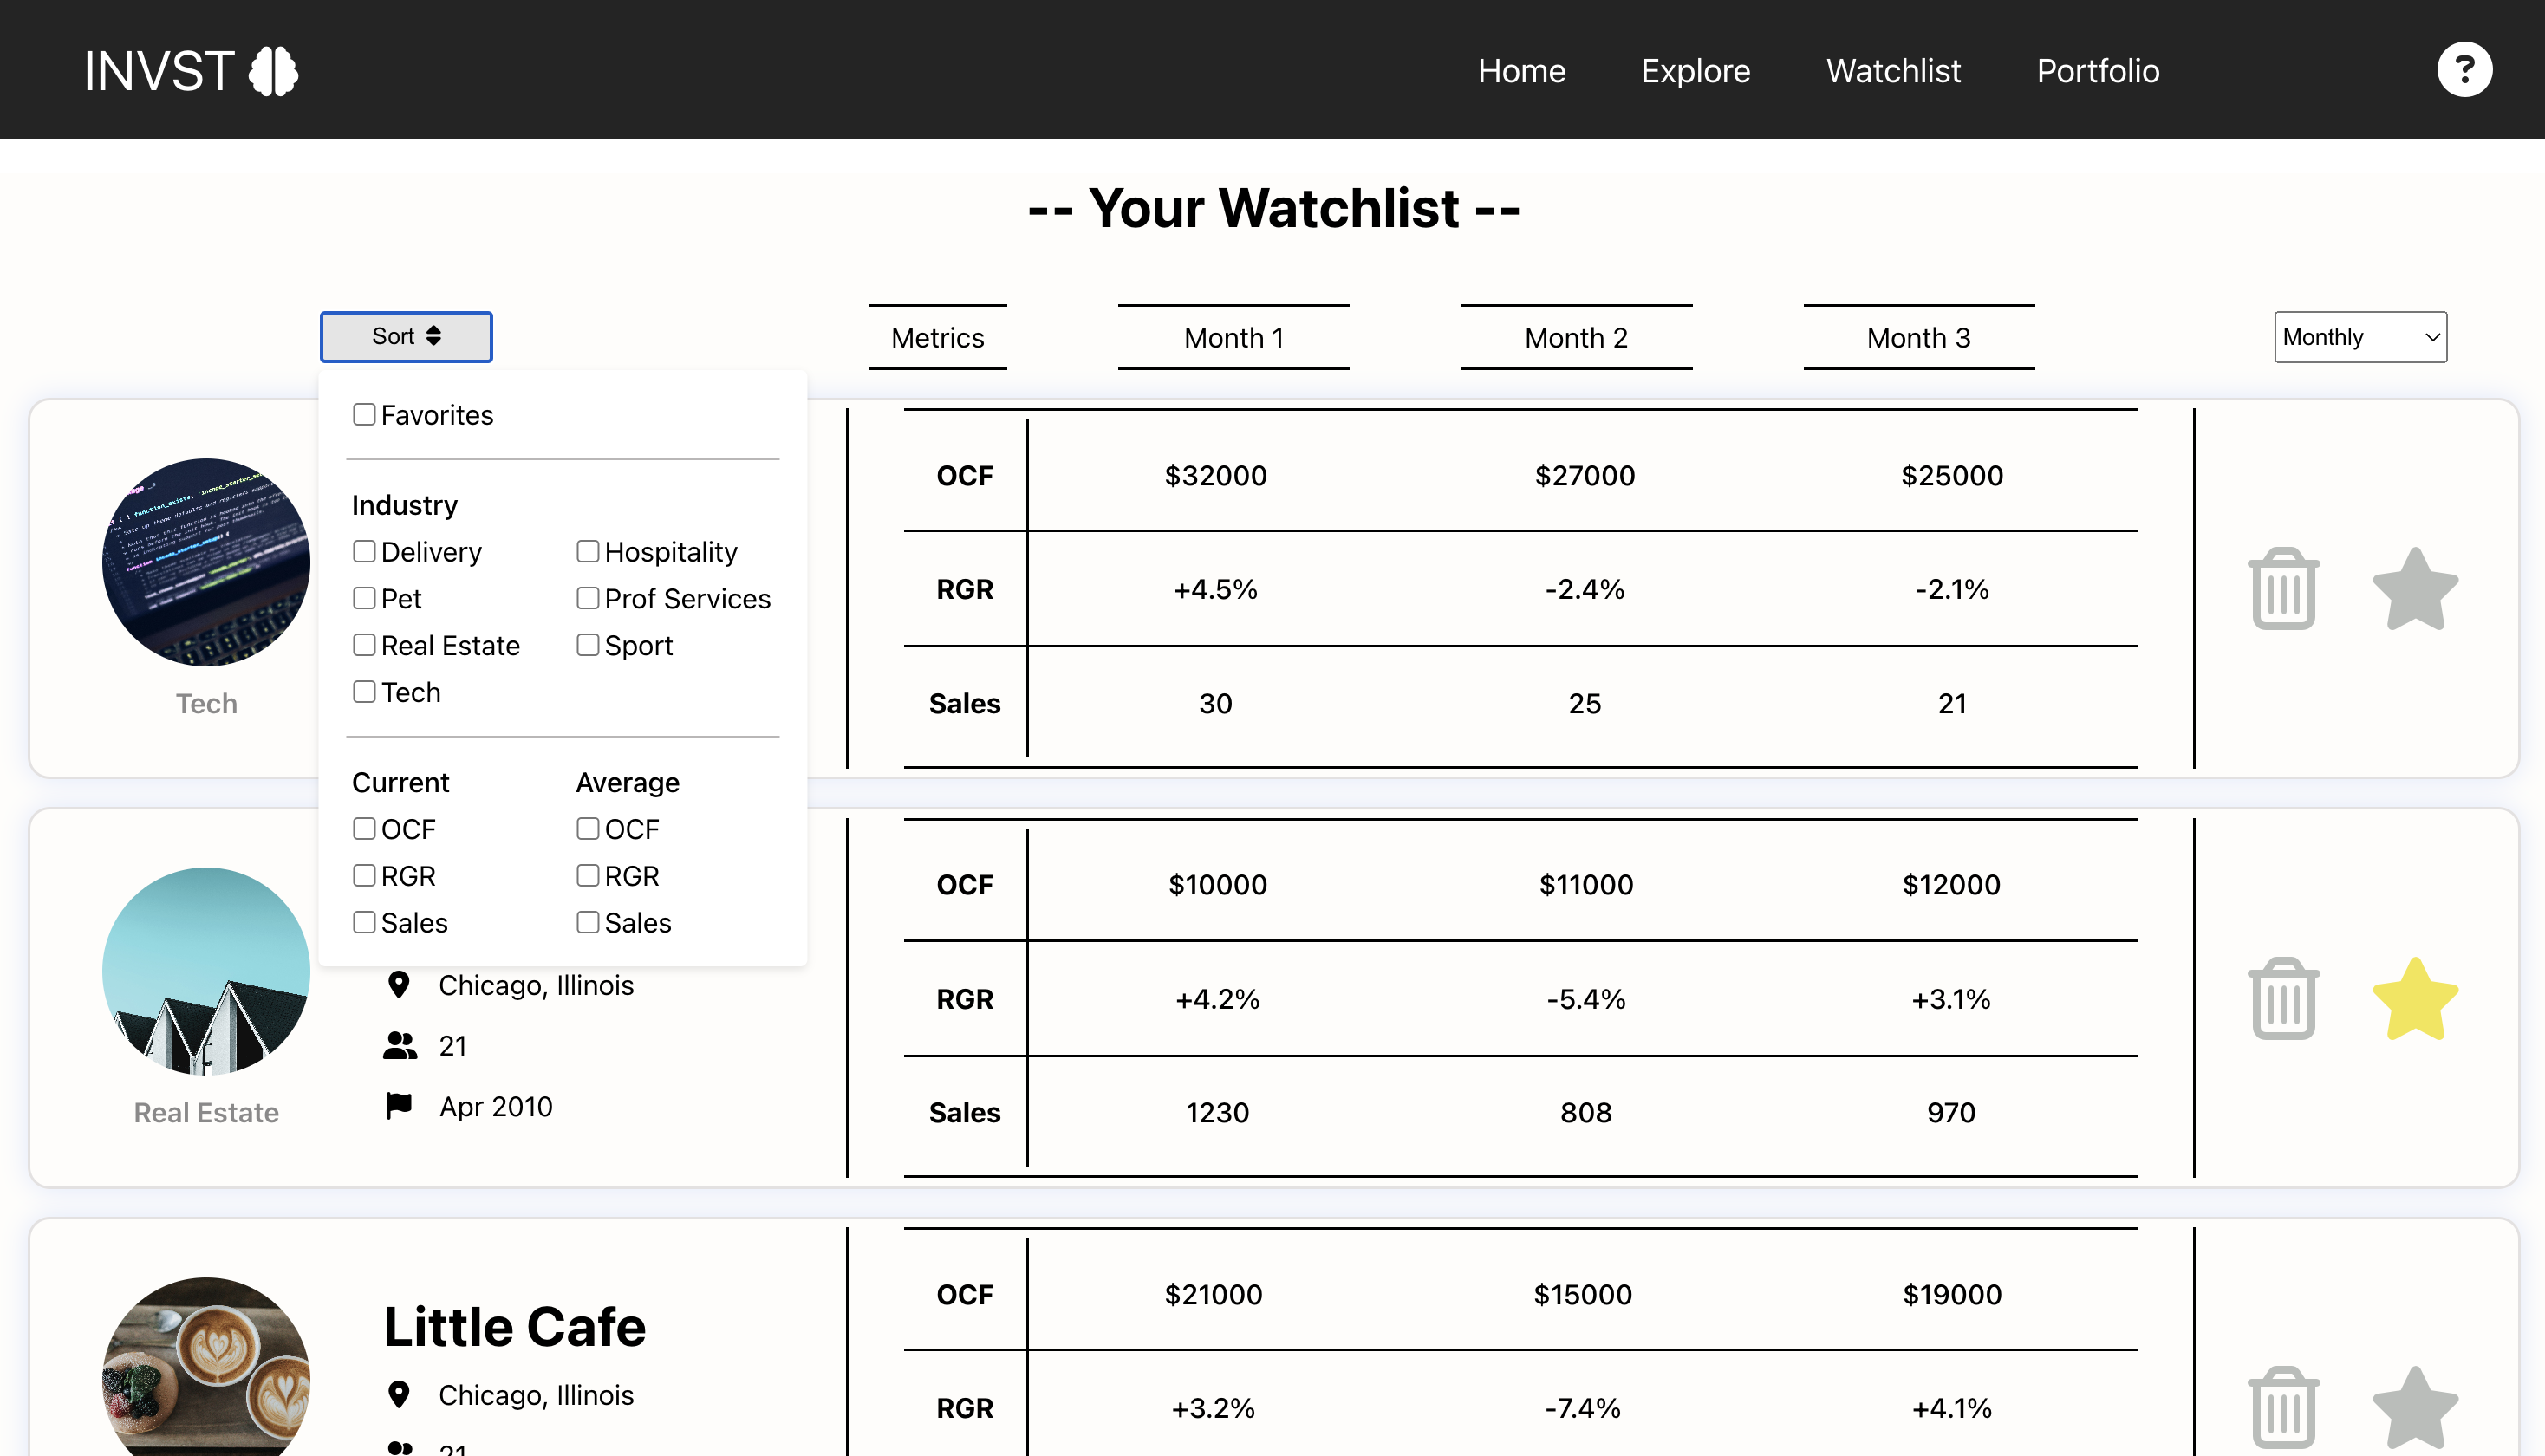 INVST
Home Explore Watchlist Portfolio ?
-- Your Watchlist --
Sort
Metrics Month 1 Month 2 Month 3 Monthly
Favorites
Industry
Delivery Hospitality
Pet Prof Services
Real Estate Sport
Tech
Current Average
OCF OCF
RGR RGR
Sales Sales
Tech
OCF $32000 $27000 $25000
RGR +4.5% -2.4% -2.1%
Sales 30 25 21
Real Estate
Chicago, Illinois
21
Apr 2010
OCF $10000 $11000 $12000
RGR +4.2% -5.4% +3.1%
Sales 1230 808 970
Little Cafe
Chicago, Illinois
21
OCF $21000 $15000 $19000
RGR +3.2% -7.4% +4.1%